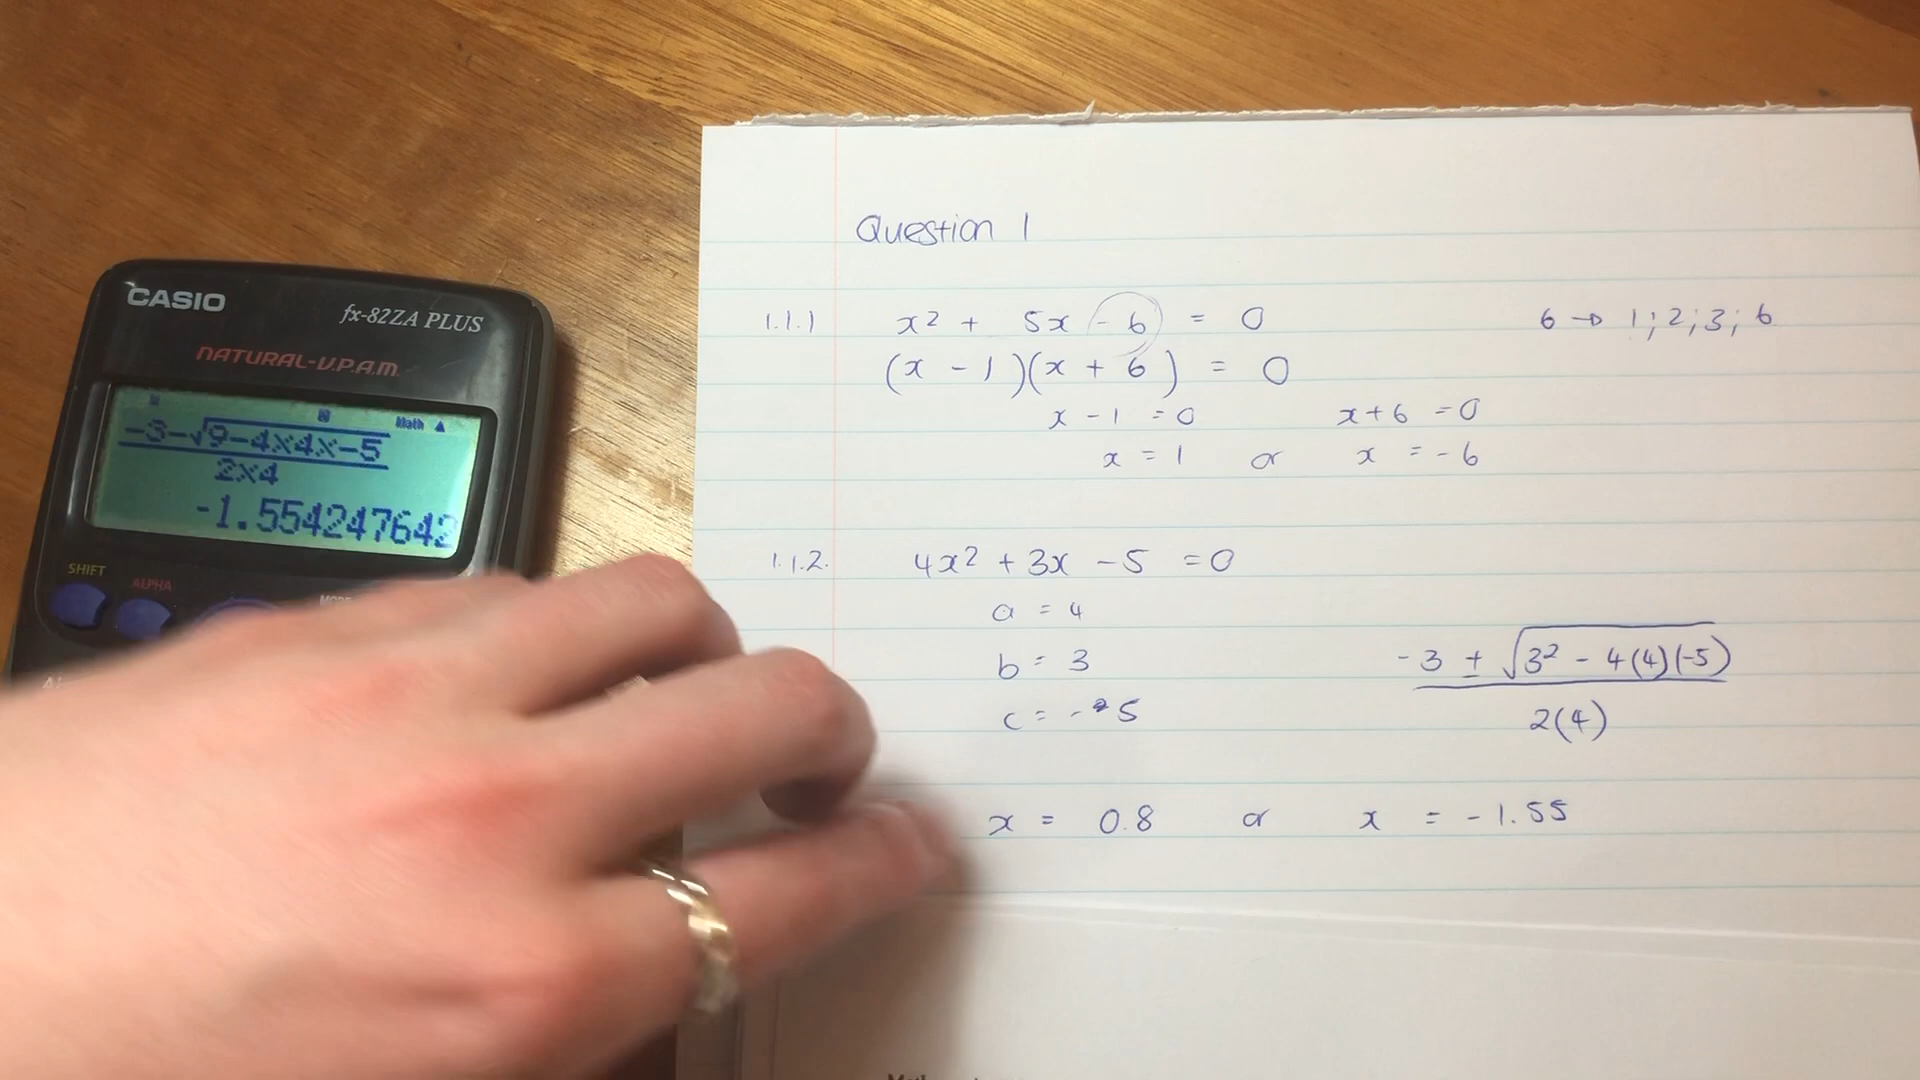 CASIO
fx-82ZA PLUS
NATURAL-V.P.A.M.
Math ▲
-3-√9-4×4×-5
2×4
-1.554247642
SHIFT
ALPHA
Question 1
1.1.1 x2 + 5x - 6 = 0 6 → 1; 2; 3; 6
(x - 1)(x + 6) = 0
x - 1 = 0 x + 6 = 0
x = 1 or x = -6
1.1.2. 4x2 + 3x - 5 = 0
a = 4
b = 3
c = - 5
-3 ± √3² - 4(4)(-5)
2(4)
x = 0.8 or x = -1.55